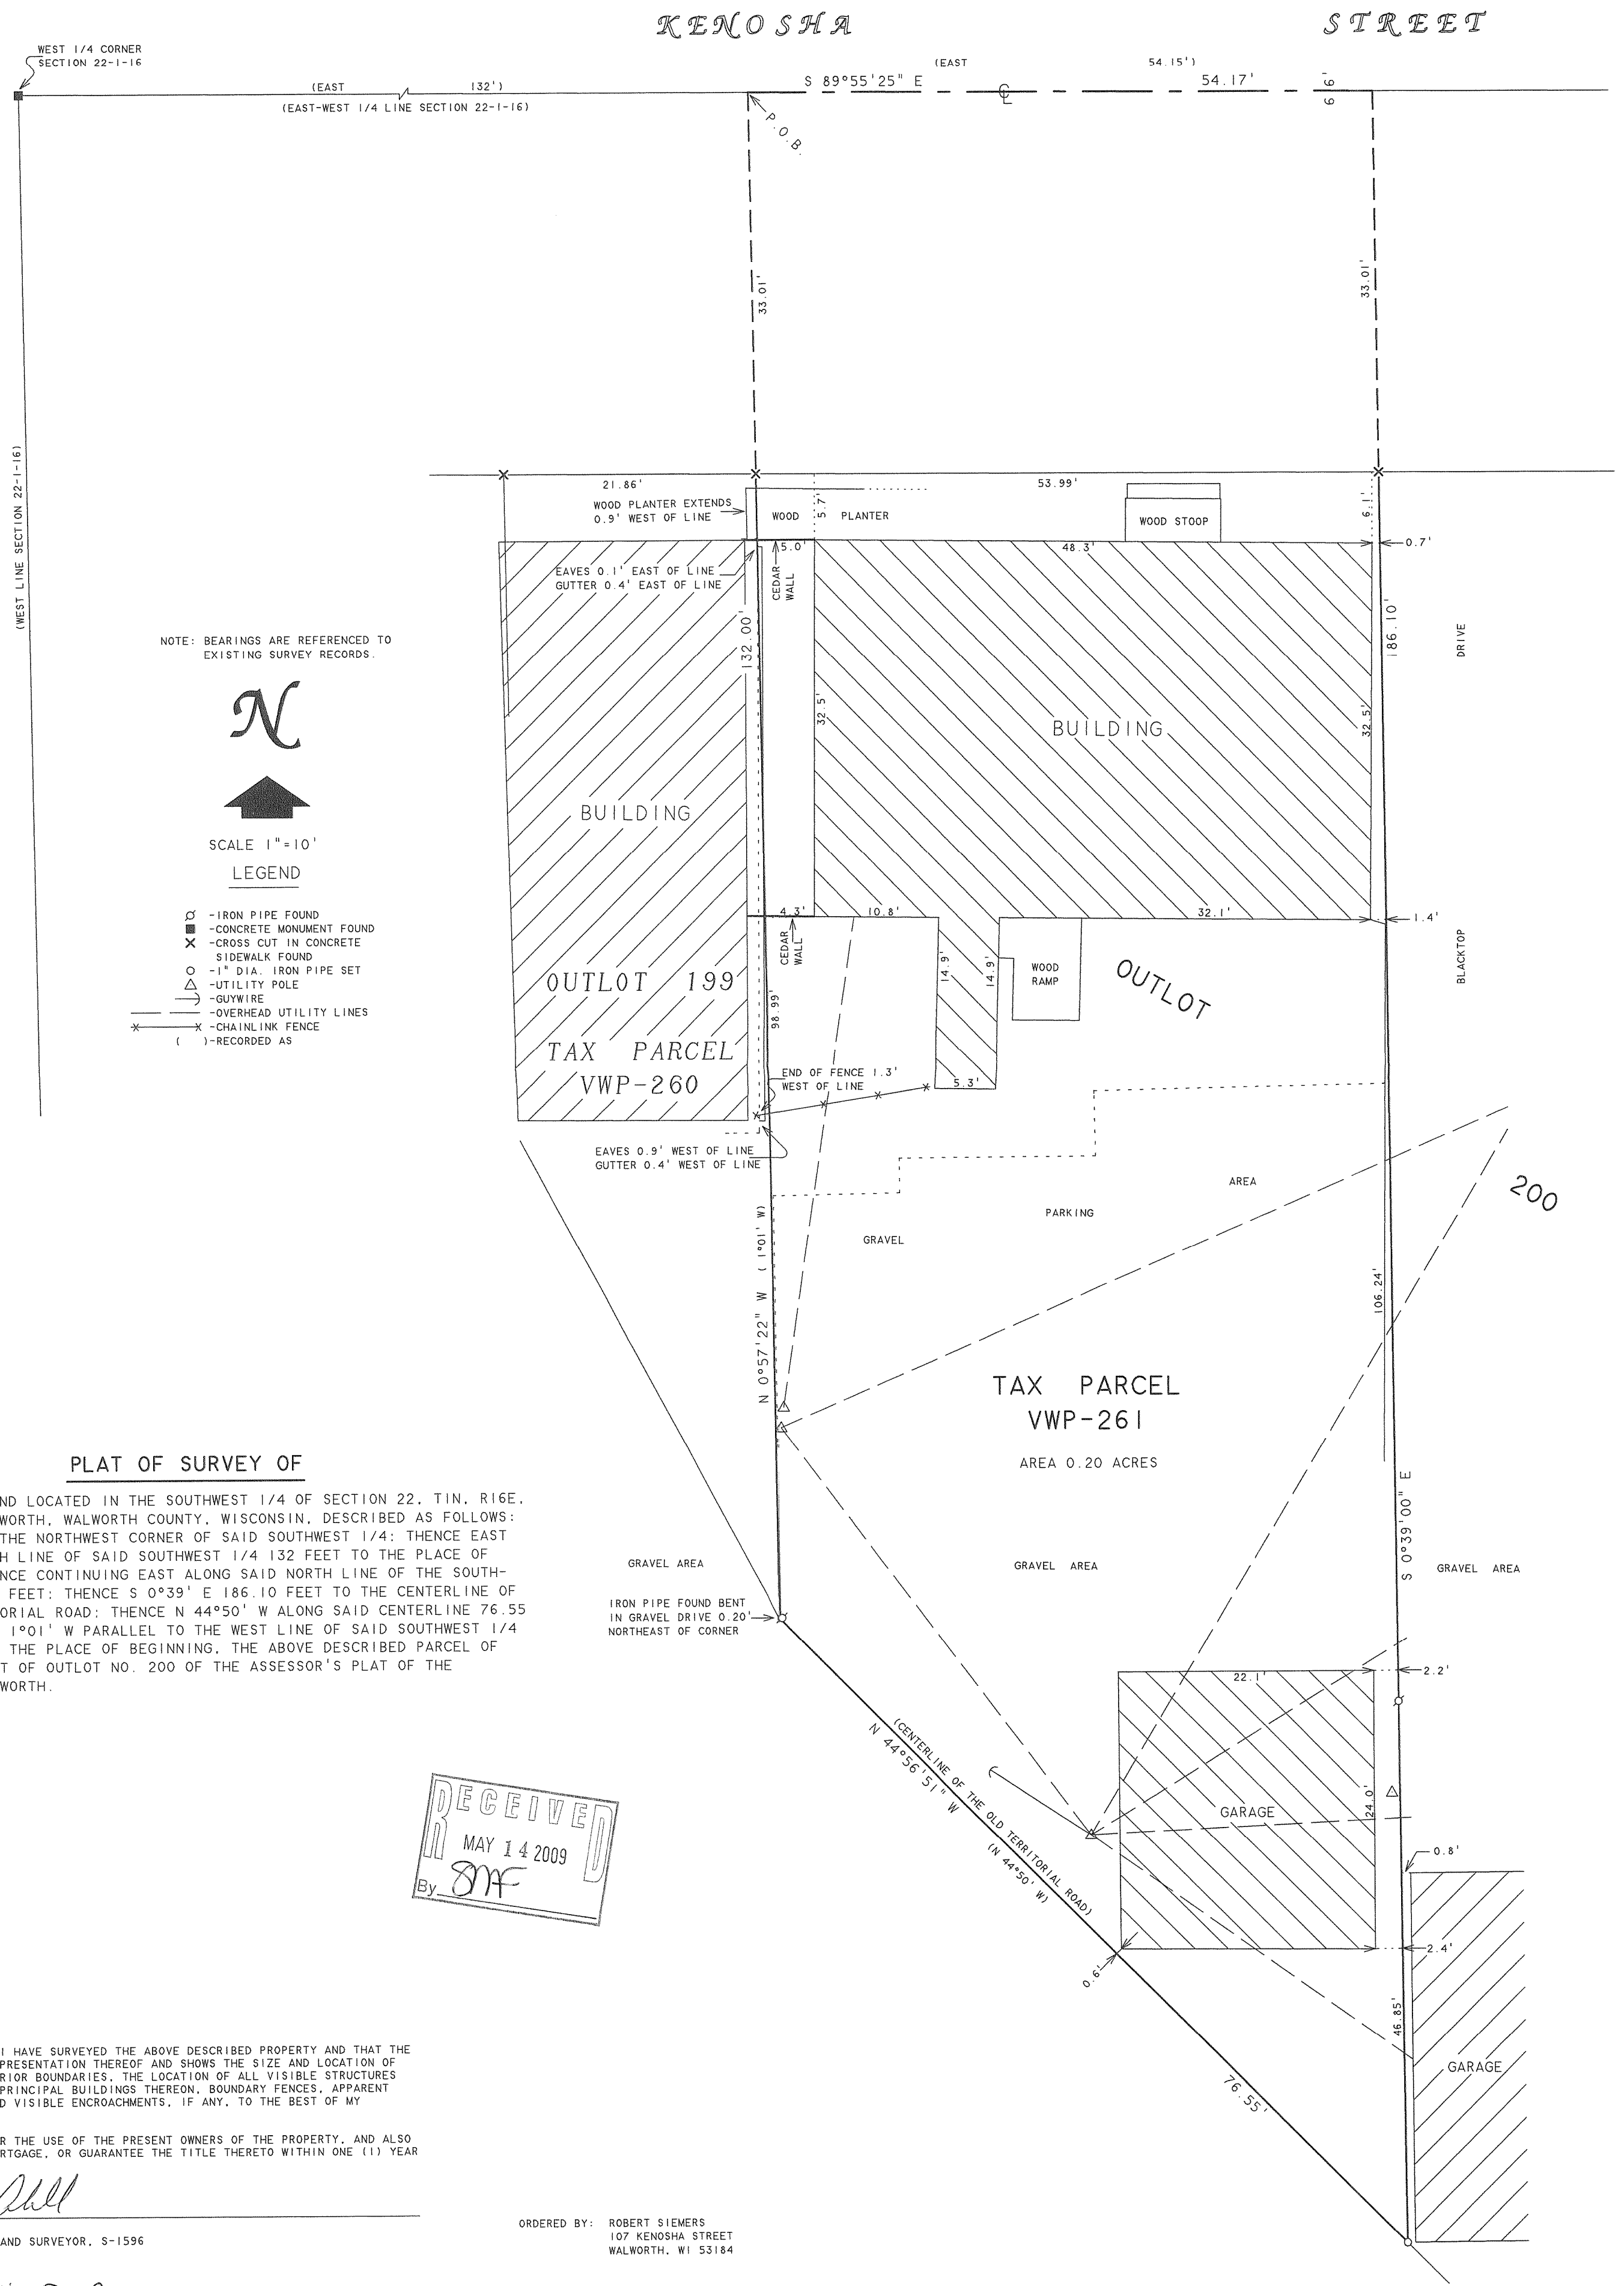 KENOSHA STREET
WEST 1/4 CORNER
SECTION 22-1-16
(EAST 132')
(EAST-WEST 1/4 LINE SECTION 22-1-16)
(EAST 54.15')
S 89°55'25" E 54.17'
66'
P.O.B.
33.01'
33.01'
(WEST LINE SECTION 22-1-16)
21.86'
53.99'
WOOD PLANTER EXTENDS
0.9' WEST OF LINE
WOOD PLANTER
5.7'
WOOD STOOP
6.1'
0.7'
5.0'
48.3'
EAVES 0.1' EAST OF LINE
GUTTER 0.4' EAST OF LINE
CEDAR
WALL
132.00'
186.10'
DRIVE
32.5'
32.5'
BUILDING
BUILDING
NOTE: BEARINGS ARE REFERENCED TO
EXISTING SURVEY RECORDS.
N
SCALE 1"=10'
LEGEND
-IRON PIPE FOUND
-CONCRETE MONUMENT FOUND
-CROSS CUT IN CONCRETE
SIDEWALK FOUND
-1" DIA. IRON PIPE SET
-UTILITY POLE
-GUYWIRE
-OVERHEAD UTILITY LINES
-CHAINLINK FENCE
( )-RECORDED AS
4.3'
10.8'
32.1'
1.4'
CEDAR
WALL
14.9'
14.9'
WOOD
RAMP
OUTLOT
BLACKTOP
OUTLOT 199
98.99'
TAX PARCEL
VWP-260
END OF FENCE 1.3'
WEST OF LINE
5.3'
EAVES 0.9' WEST OF LINE
GUTTER 0.4' WEST OF LINE
200
GRAVEL PARKING AREA
N 0°57'22" W (1°01' W)
106.24'
TAX PARCEL
VWP-261
AREA 0.20 ACRES
S 0°39'00" E
PLAT OF SURVEY OF
ND LOCATED IN THE SOUTHWEST 1/4 OF SECTION 22, T1N, R16E,
WORTH, WALWORTH COUNTY, WISCONSIN, DESCRIBED AS FOLLOWS:
THE NORTHWEST CORNER OF SAID SOUTHWEST 1/4; THENCE EAST
H LINE OF SAID SOUTHWEST 1/4 132 FEET TO THE PLACE OF
NCE CONTINUING EAST ALONG SAID NORTH LINE OF THE SOUTH-
FEET; THENCE S 0°39' E 186.10 FEET TO THE CENTERLINE OF
ORIAL ROAD; THENCE N 44°50' W ALONG SAID CENTERLINE 76.55
1°01' W PARALLEL TO THE WEST LINE OF SAID SOUTHWEST 1/4
THE PLACE OF BEGINNING, THE ABOVE DESCRIBED PARCEL OF
T OF OUTLOT NO. 200 OF THE ASSESSOR'S PLAT OF THE
WORTH.
GRAVEL AREA
GRAVEL AREA
GRAVEL AREA
IRON PIPE FOUND BENT
IN GRAVEL DRIVE 0.20'
NORTHEAST OF CORNER
22.1'
2.2'
(CENTERLINE OF THE OLD TERRITORIAL ROAD)
N 44°56'51" W
(N 44°50' W)
GARAGE
24.0'
0.8'
2.4'
0.6'
46.85'
GARAGE
76.55'
RECEIVED
MAY 14 2009
By SMF
I HAVE SURVEYED THE ABOVE DESCRIBED PROPERTY AND THAT THE
PRESENTATION THEREOF AND SHOWS THE SIZE AND LOCATION OF
RIOR BOUNDARIES, THE LOCATION OF ALL VISIBLE STRUCTURES
PRINCIPAL BUILDINGS THEREON, BOUNDARY FENCES, APPARENT
D VISIBLE ENCROACHMENTS, IF ANY, TO THE BEST OF MY
R THE USE OF THE PRESENT OWNERS OF THE PROPERTY, AND ALSO
RTGAGE, OR GUARANTEE THE TITLE THERETO WITHIN ONE (1) YEAR
AND SURVEYOR, S-1596
ORDERED BY: ROBERT SIEMERS
107 KENOSHA STREET
WALWORTH, WI 53184